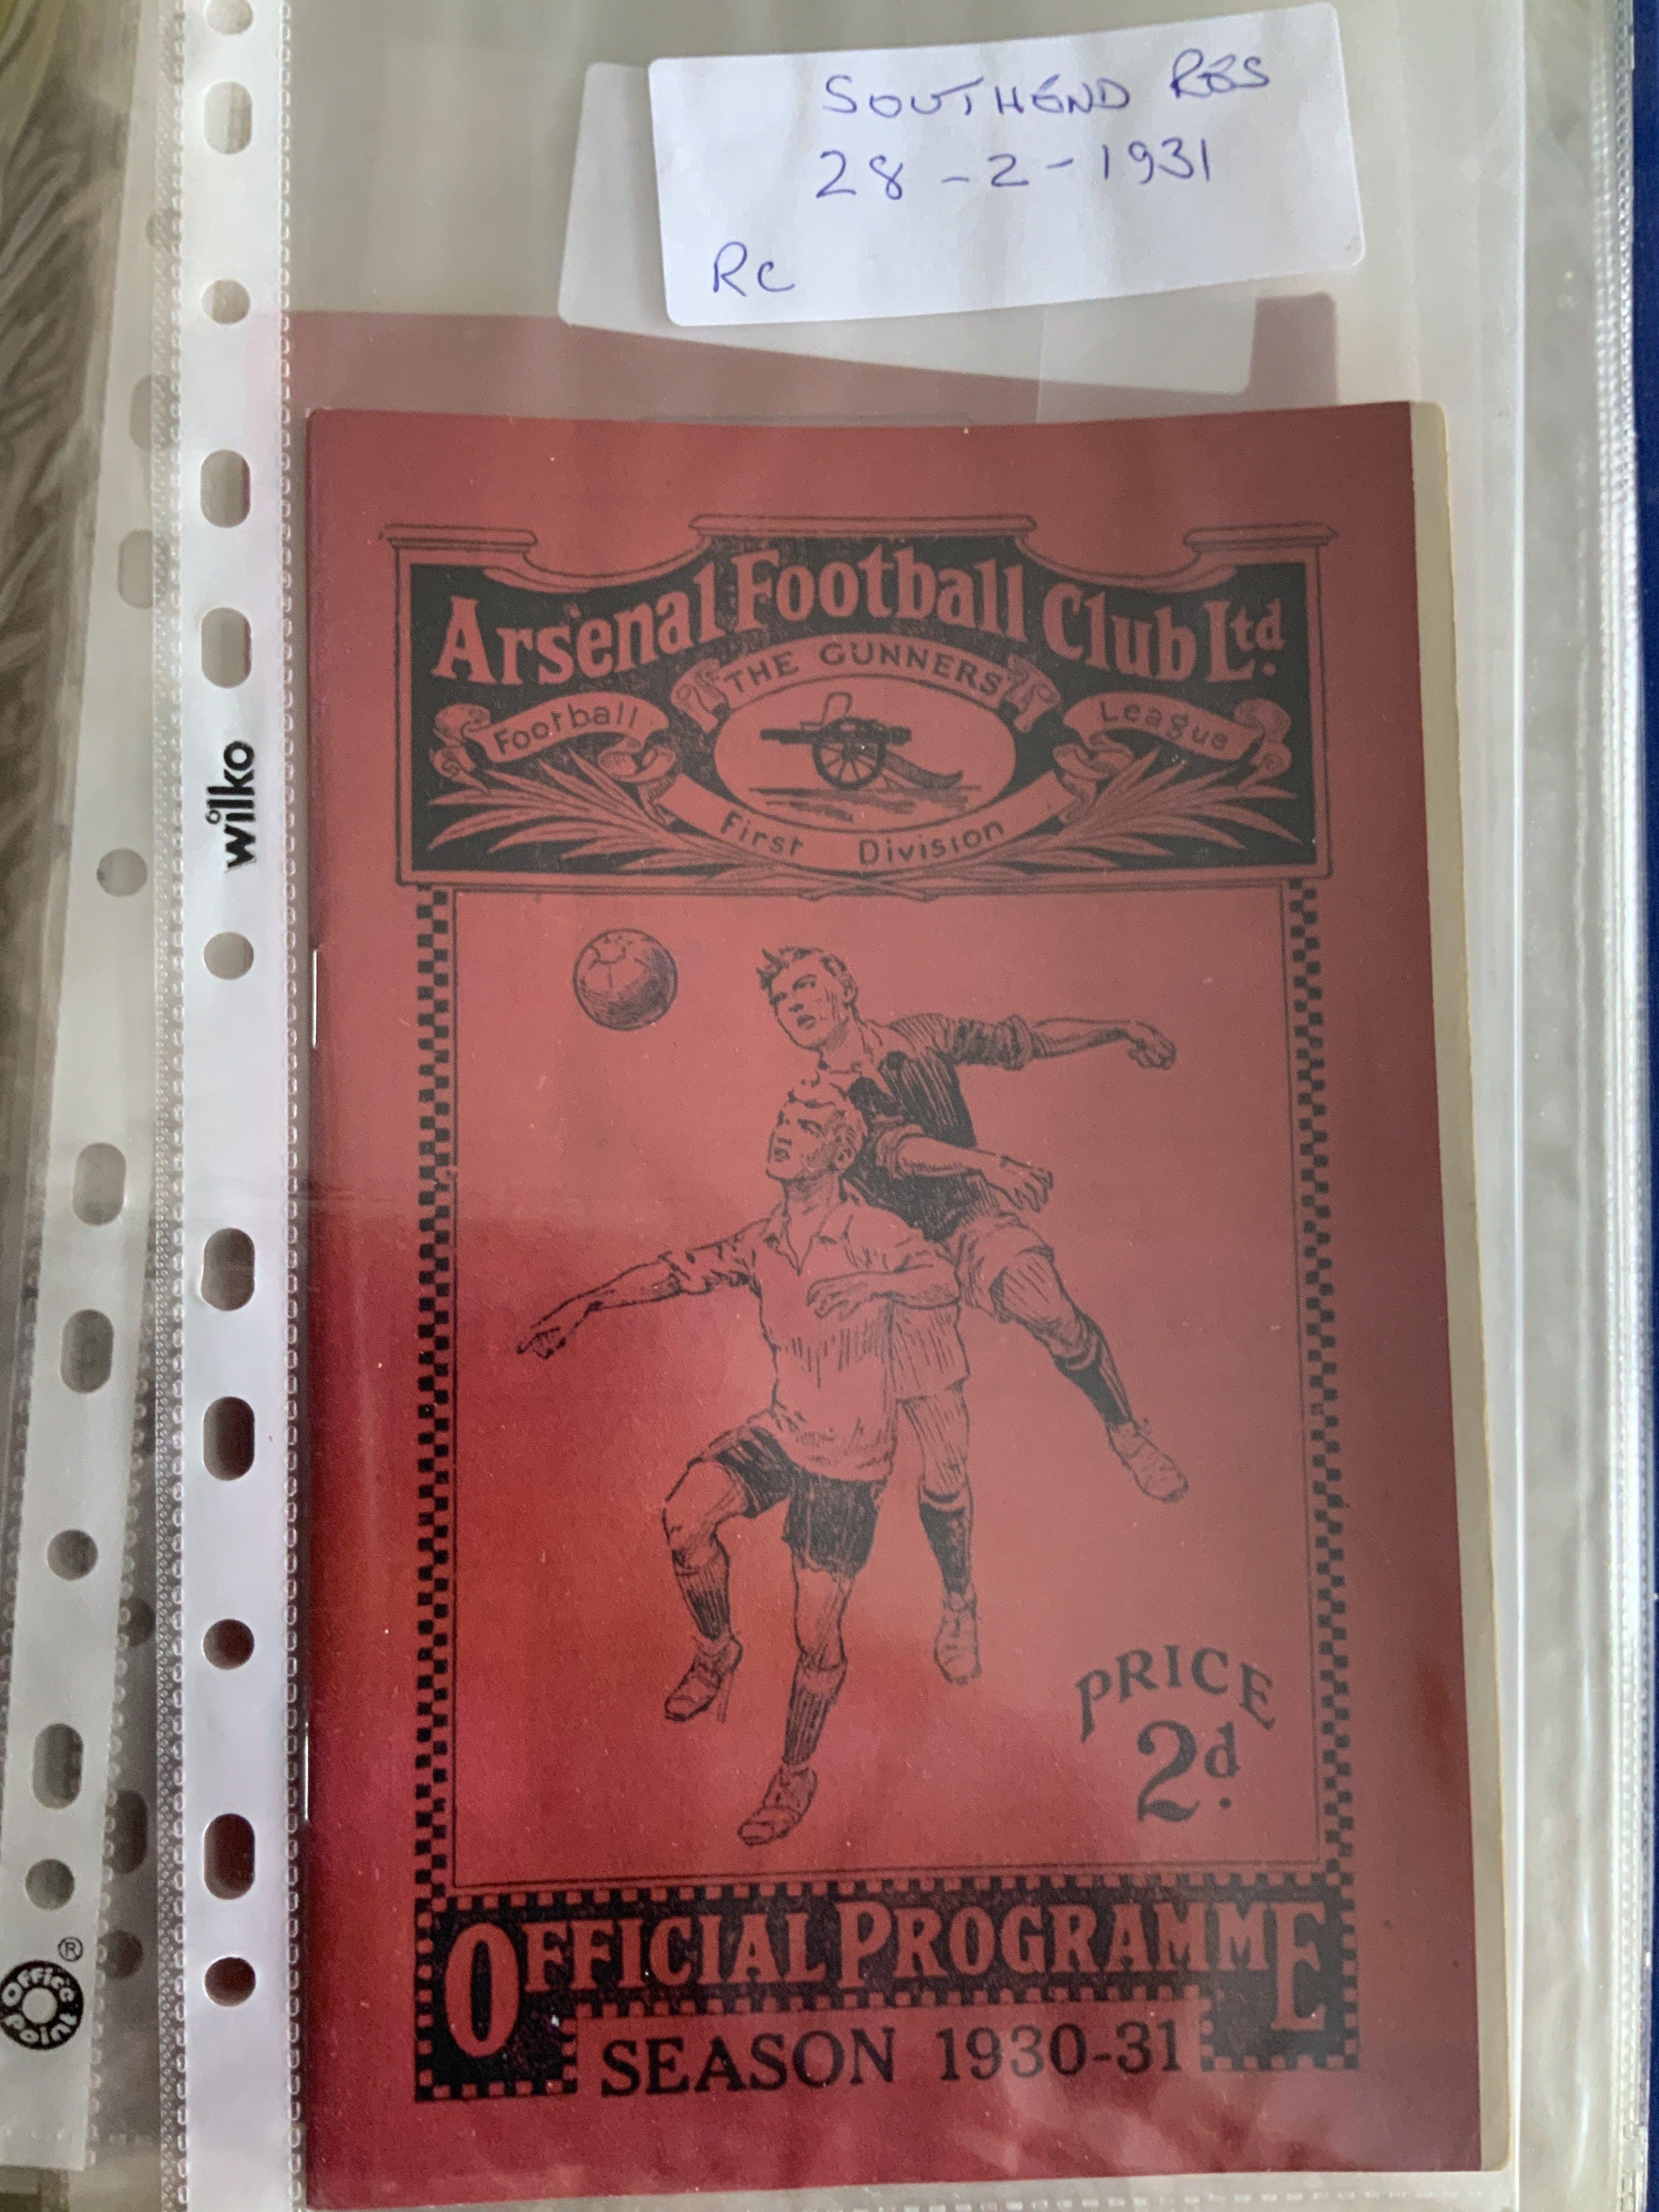 SOUTHEND RES
28-2-1931
RC
Arsenal Football Club Ltd.
THE GUNNERS
Football League
First Division
PRICE
2d.
OFFICIAL PROGRAMME
SEASON 1930-31
wilko
Office Point ®